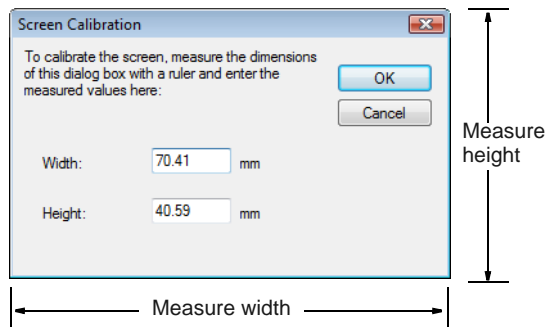 Screen Calibration
To calibrate the screen, measure the dimensions
of this dialog box with a ruler and enter the
measured values here:
OK
Cancel
Width: 70.41 mm
Height: 40.59 mm
Measure
height
Measure width